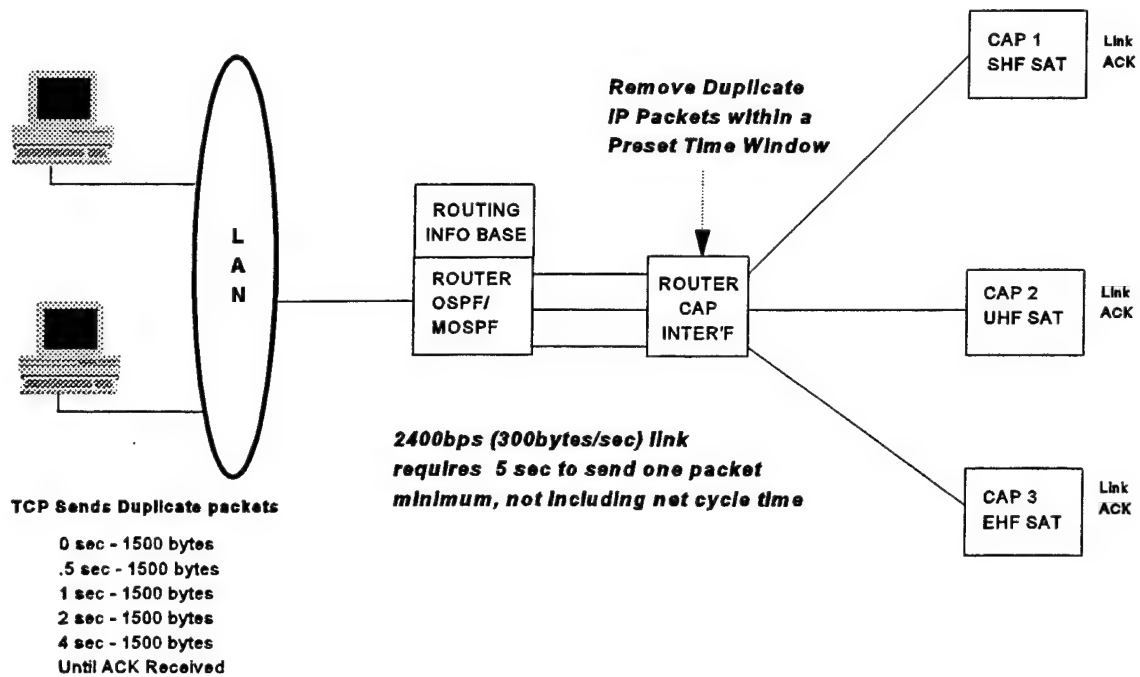 CAP 1
SHF SAT
Link
ACK
Remove Duplicate
IP Packets within a
Preset Time Window
ROUTING
INFO BASE
ROUTER
OSPF/
MOSPF
ROUTER
CAP
INTER'F
L
A
N
CAP 2
UHF SAT
Link
ACK
2400bps (300bytes/sec) link
requires 5 sec to send one packet
minimum, not including net cycle time
CAP 3
EHF SAT
Link
ACK
TCP Sends Duplicate packets
0 sec - 1500 bytes
.5 sec - 1500 bytes
1 sec - 1500 bytes
2 sec - 1500 bytes
4 sec - 1500 bytes
Until ACK Received